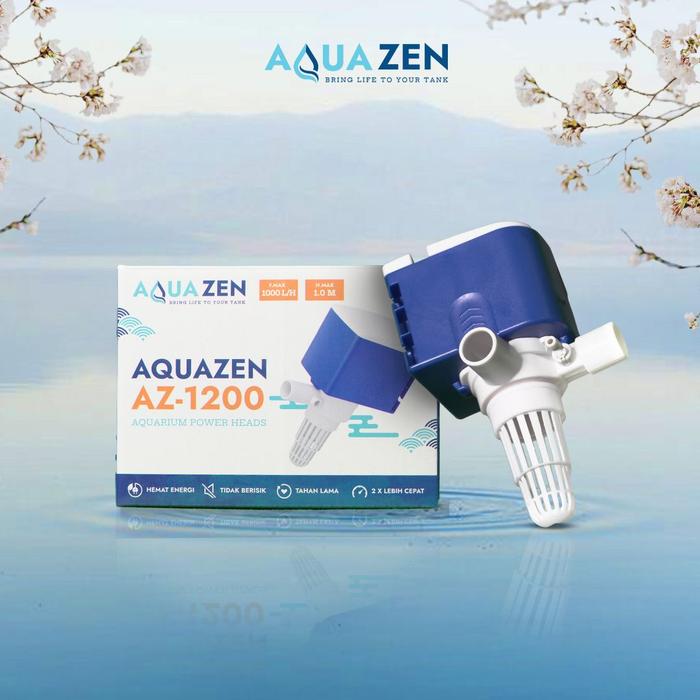 AQUAZEN
BRING LIFE TO YOUR TANK
AQUAZEN
BRING LIFE TO YOUR TANK
F.MAX
1000 L/H
H.MAX
1.0 M
AQUAZEN
AZ-1200
AQUARIUM POWER HEADS
HEMAT ENERGI
TIDAK BERISIK
TAHAN LAMA
2 X LEBIH CEPAT